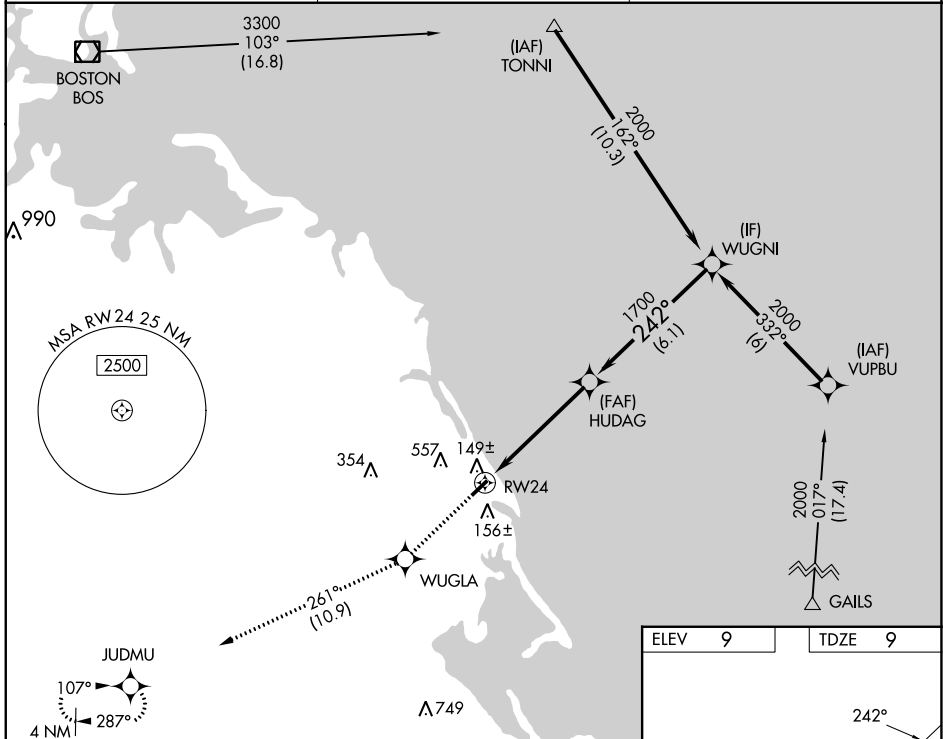 3300
103°
(16.8)
BOSTON
BOS
(IAF)
TONNI
2000
162°
(10.3)
990
(IF)
WUGNI
MSA RW24 25 NM
2500
1700
242°
(6.1)
2000
332°
(6)
(IAF)
VUPBU
(FAF)
HUDAG
354
557
149±
RW24
156±
2000
017°
(17.4)
WUGLA
261°
(10.9)
GAILS
JUDMU
107°
287°
4 NM
749
ELEV 9
TDZE 9
242°